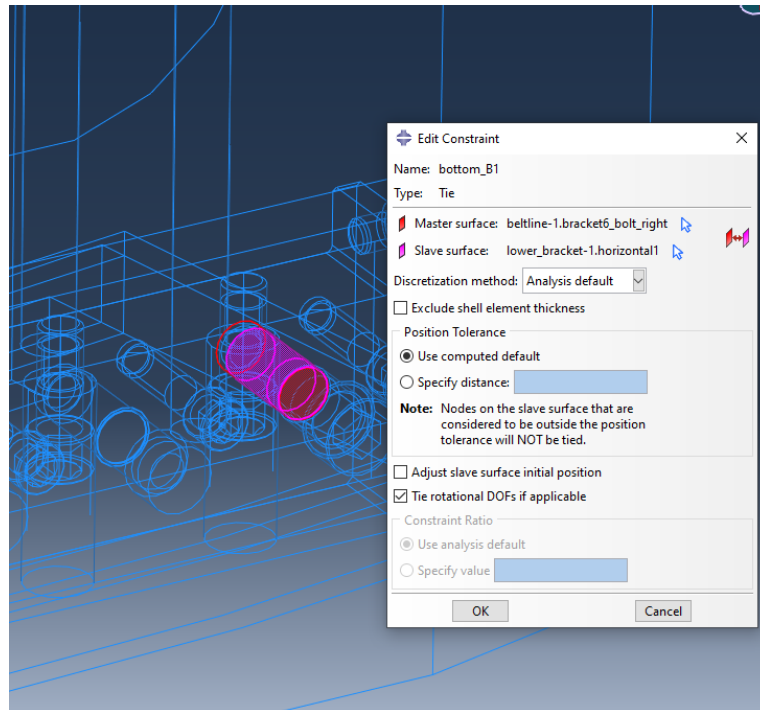 Edit Constraint
Name: bottom_B1
Type: Tie
Master surface: beltline-1.bracket6_bolt_right
Slave surface: lower_bracket-1.horizontal1
Discretization method: Analysis default
Exclude shell element thickness
Position Tolerance
Use computed default
Specify distance:
Note: Nodes on the slave surface that are
considered to be outside the position
tolerance will NOT be tied.
Adjust slave surface initial position
Tie rotational DOFs if applicable
Constraint Ratio
Use analysis default
Specify value
OK Cancel